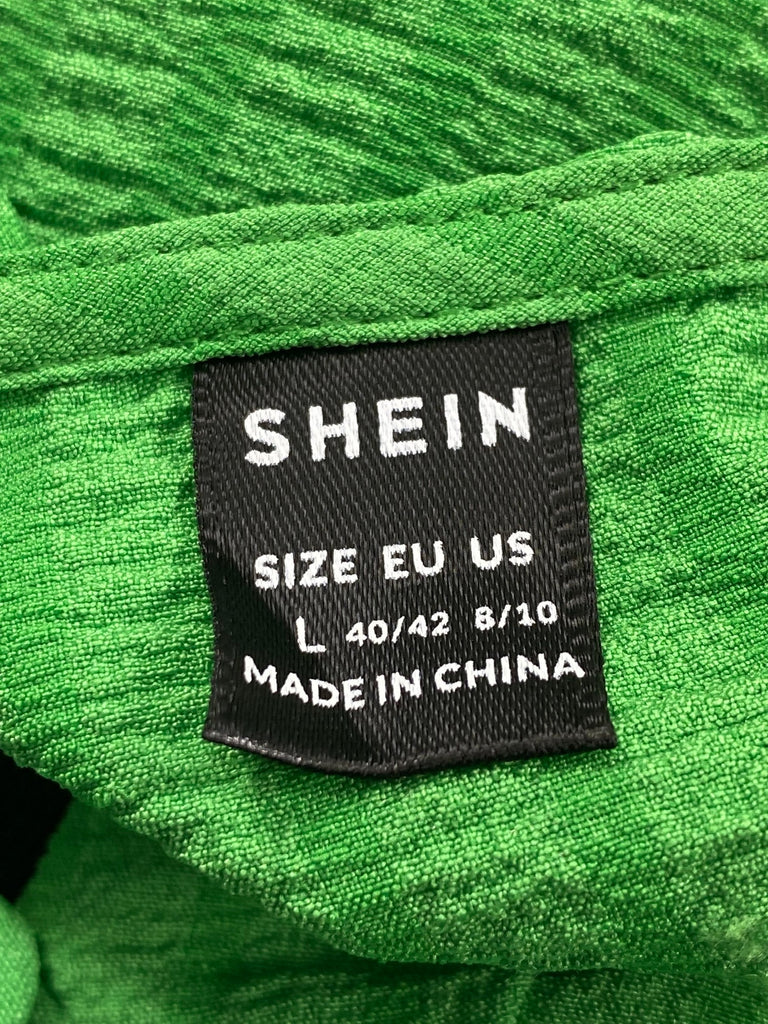 SHEIN
SIZE EU US
L 40/42 8/10
MADE IN CHINA